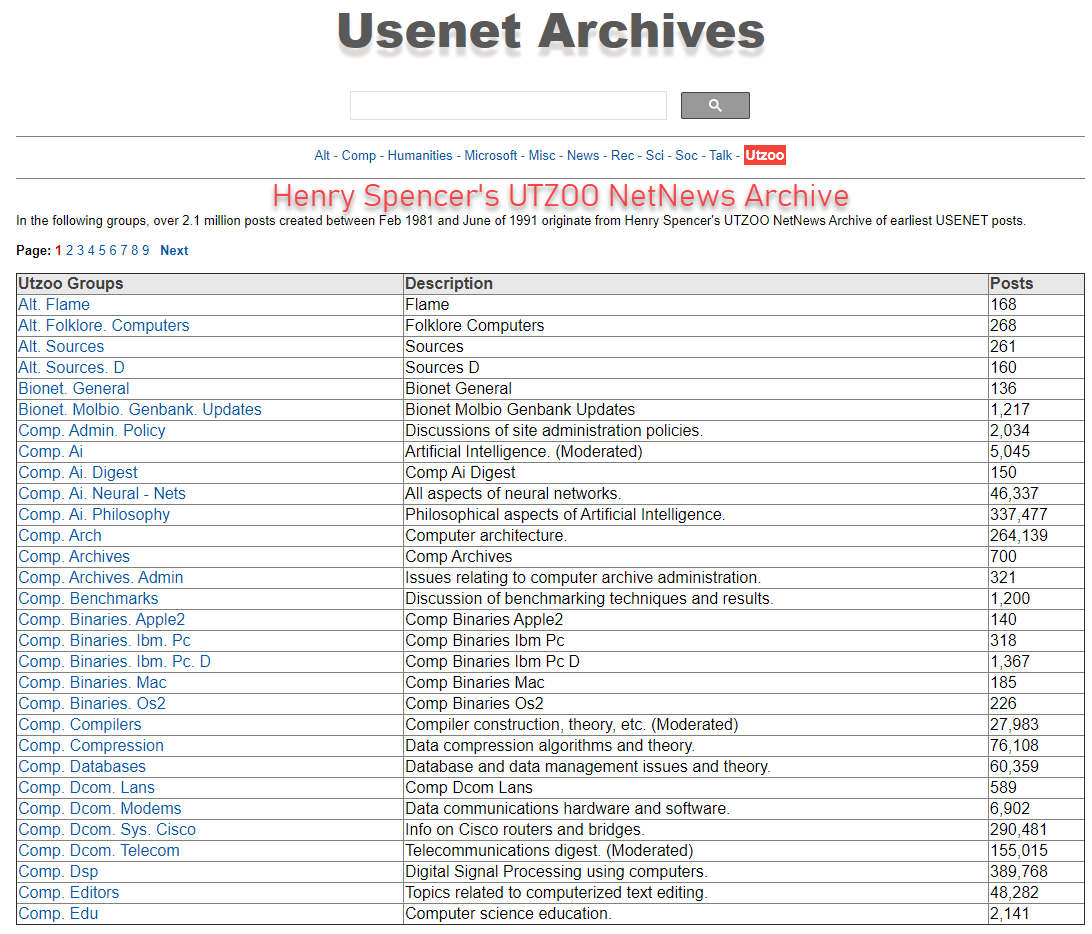 Usenet Archives
Alt - Comp - Humanities - Microsoft - Misc - News - Rec - Sci - Soc - Talk - Utzoo
Henry Spencer's UTZOO NetNews Archive
In the following groups, over 2.1 million posts created between Feb 1981 and June of 1991 originate from Henry Spencer's UTZOO NetNews Archive of earliest USENET posts.
Page: 1 2 3 4 5 6 7 8 9 Next
Utzoo Groups Description Posts
Alt. Flame Flame 168
Alt. Folklore. Computers Folklore Computers 268
Alt. Sources Sources 261
Alt. Sources. D Sources D 160
Bionet. General Bionet General 136
Bionet. Molbio. Genbank. Updates Bionet Molbio Genbank Updates 1,217
Comp. Admin. Policy Discussions of site administration policies. 2,034
Comp. Ai Artificial Intelligence. (Moderated) 5,045
Comp. Ai. Digest Comp Ai Digest 150
Comp. Ai. Neural - Nets All aspects of neural networks. 46,337
Comp. Ai. Philosophy Philosophical aspects of Artificial Intelligence. 337,477
Comp. Arch Computer architecture. 264,139
Comp. Archives Comp Archives 700
Comp. Archives. Admin Issues relating to computer archive administration. 321
Comp. Benchmarks Discussion of benchmarking techniques and results. 1,200
Comp. Binaries. Apple2 Comp Binaries Apple2 140
Comp. Binaries. Ibm. Pc Comp Binaries Ibm Pc 318
Comp. Binaries. Ibm. Pc. D Comp Binaries Ibm Pc D 1,367
Comp. Binaries. Mac Comp Binaries Mac 185
Comp. Binaries. Os2 Comp Binaries Os2 226
Comp. Compilers Compiler construction, theory, etc. (Moderated) 27,983
Comp. Compression Data compression algorithms and theory. 76,108
Comp. Databases Database and data management issues and theory. 60,359
Comp. Dcom. Lans Comp Dcom Lans 589
Comp. Dcom. Modems Data communications hardware and software. 6,902
Comp. Dcom. Sys. Cisco Info on Cisco routers and bridges. 290,481
Comp. Dcom. Telecom Telecommunications digest. (Moderated) 155,015
Comp. Dsp Digital Signal Processing using computers. 389,768
Comp. Editors Topics related to computerized text editing. 48,282
Comp. Edu Computer science education. 2,141